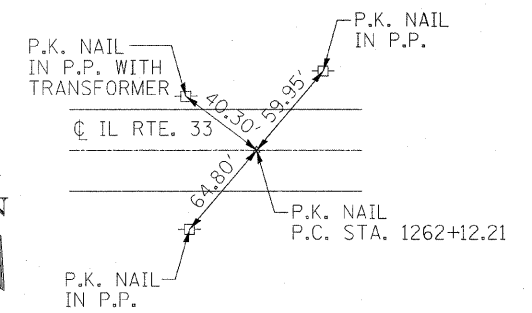 P.K. NAIL
IN P.P.
P.K. NAIL
IN P.P. WITH
TRANSFORMER
40.30'
59.95'
℄ IL RTE. 33
64.80'
P.K. NAIL
P.C. STA. 1262+12.21
N
P.K. NAIL
IN P.P.